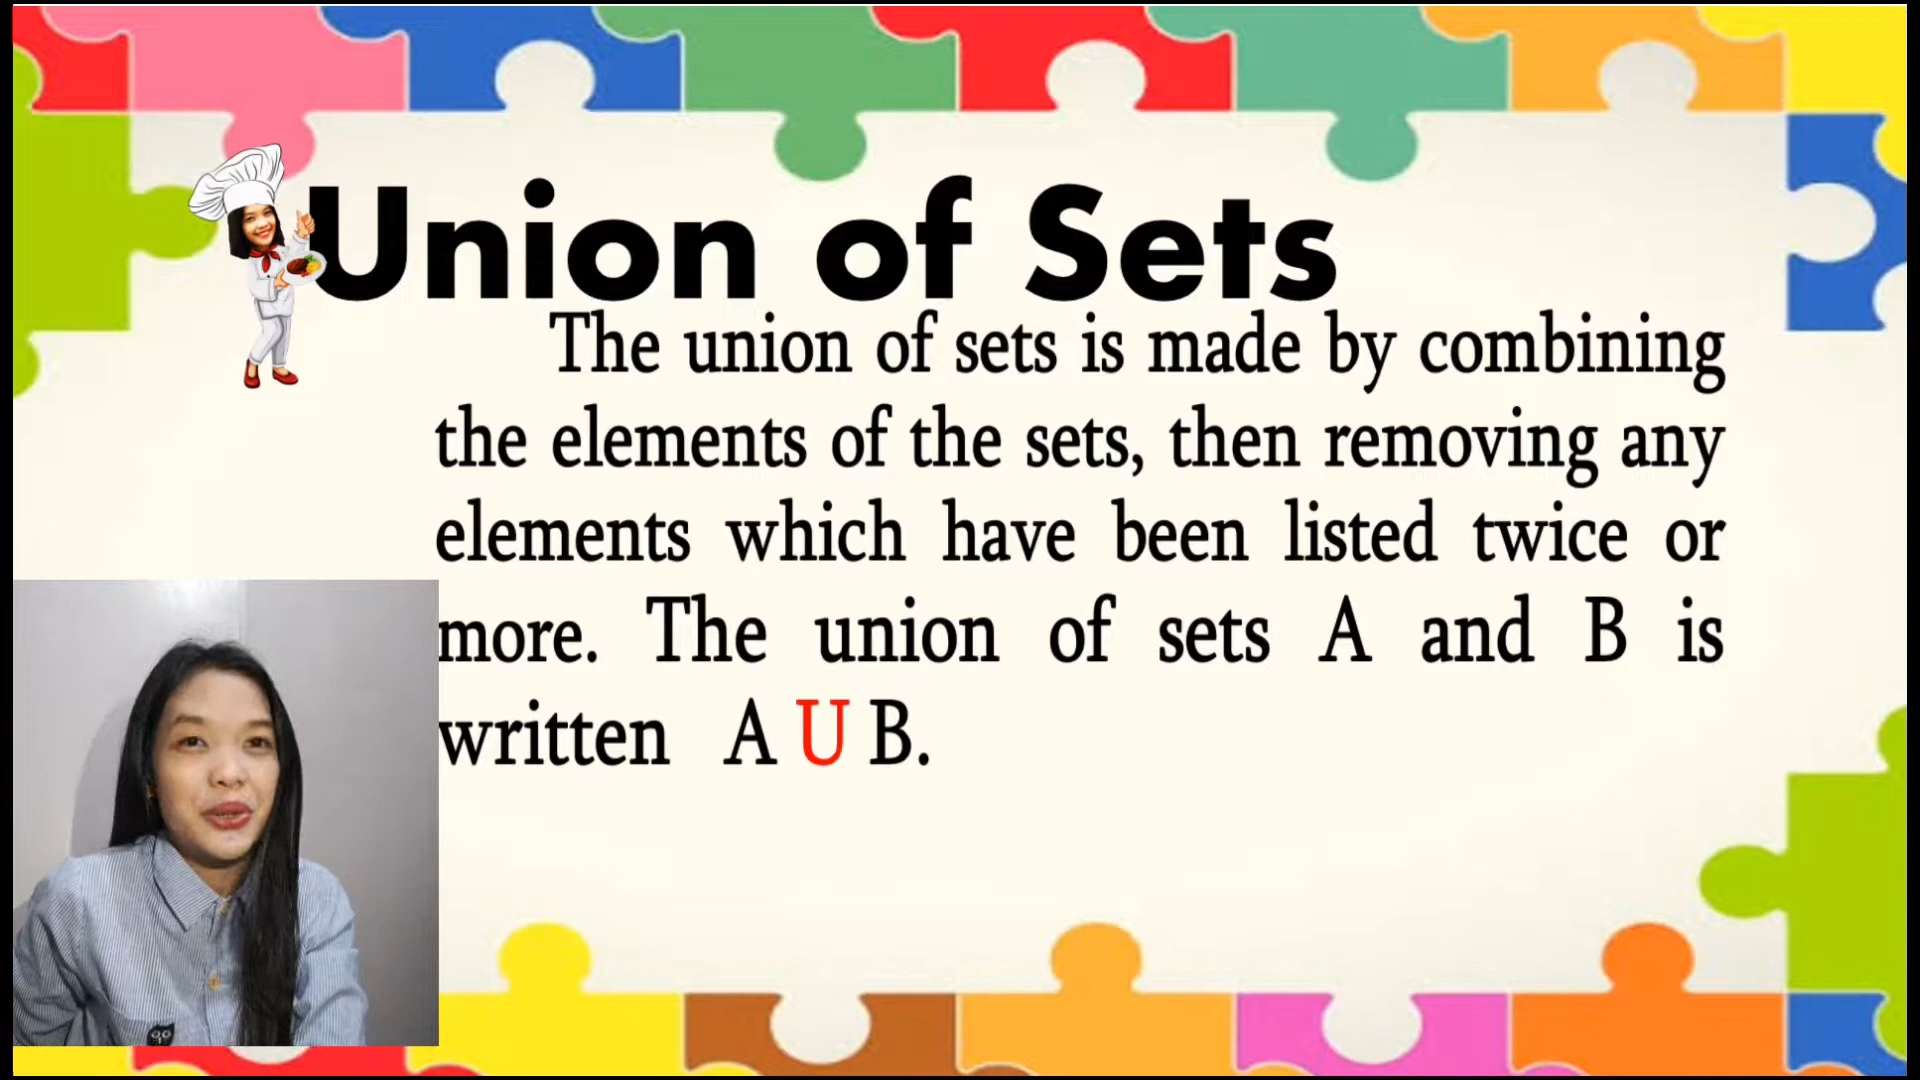 Union of Sets
The union of sets is made by combining
the elements of the sets, then removing any
elements which have been listed twice or
more. The union of sets A and B is
written A U B.